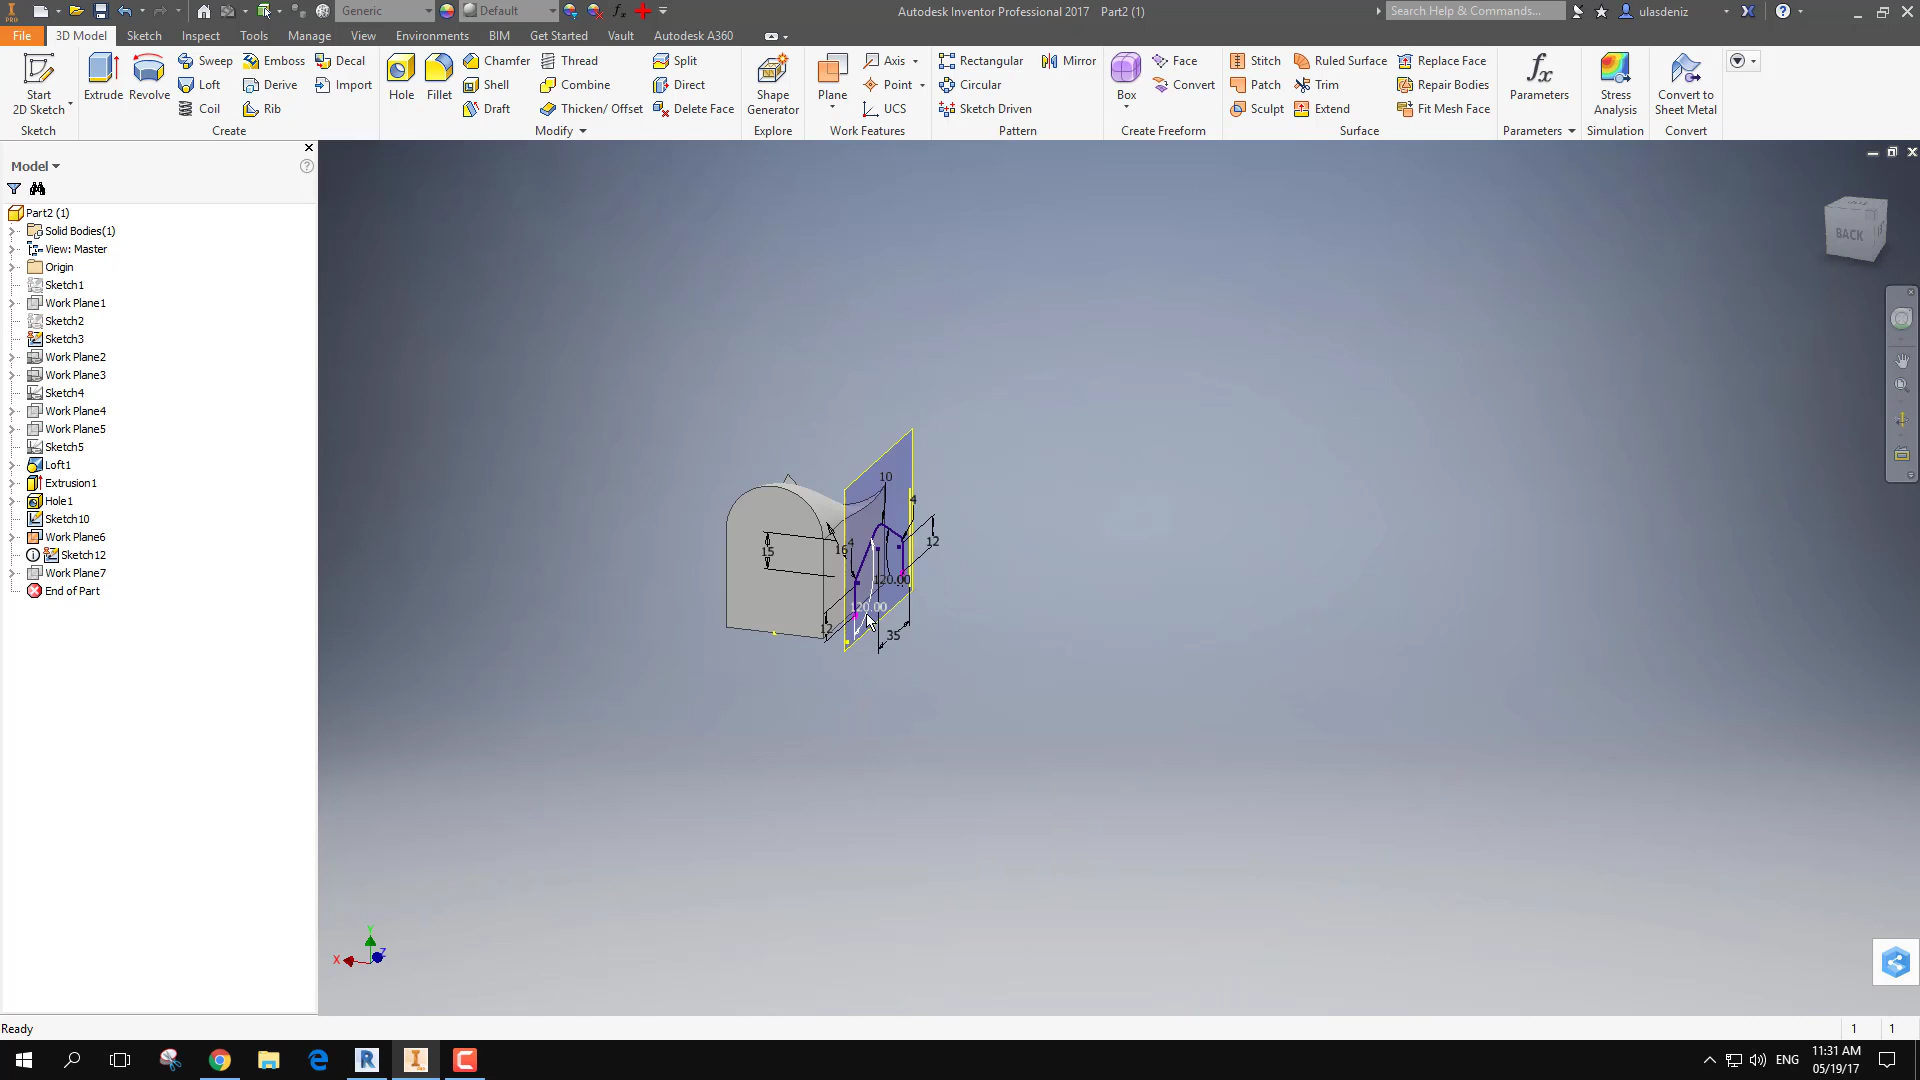 Generic
Default
Autodesk Inventor Professional 2017 Part2 (1)
Search Help & Commands...
ulasdeniz
PRO
File
3D Model
Sketch
Inspect
Tools
Manage
View
Environments
BIM
Get Started
Vault
Autodesk A360
Start
2D Sketch
Sketch
Extrude
Revolve
Sweep
Loft
Coil
Emboss
Derive
Rib
Decal
Import
Create
Hole
Fillet
Chamfer
Shell
Draft
Thread
Combine
Thicken/ Offset
Split
Direct
Delete Face
Modify
Shape
Generator
Explore
Plane
Axis
Point
UCS
Work Features
Rectangular
Circular
Sketch Driven
Mirror
Pattern
Box
Face
Convert
Create Freeform
Stitch
Patch
Sculpt
Ruled Surface
Trim
Extend
Replace Face
Repair Bodies
Fit Mesh Face
Surface
Parameters
Parameters
Stress
Analysis
Simulation
Convert to
Sheet Metal
Convert
Model
Part2 (1)
Solid Bodies(1)
View: Master
Origin
Sketch1
Work Plane1
Sketch2
Sketch3
Work Plane2
Work Plane3
Sketch4
Work Plane4
Work Plane5
Sketch5
Loft1
Extrusion1
Hole1
Sketch10
Work Plane6
Sketch12
Work Plane7
End of Part
BACK
10
4
12
15
16
4
120.00
120.00
12
35
Y
X
Z
Ready
1 1
ENG
11:31 AM
05/19/17